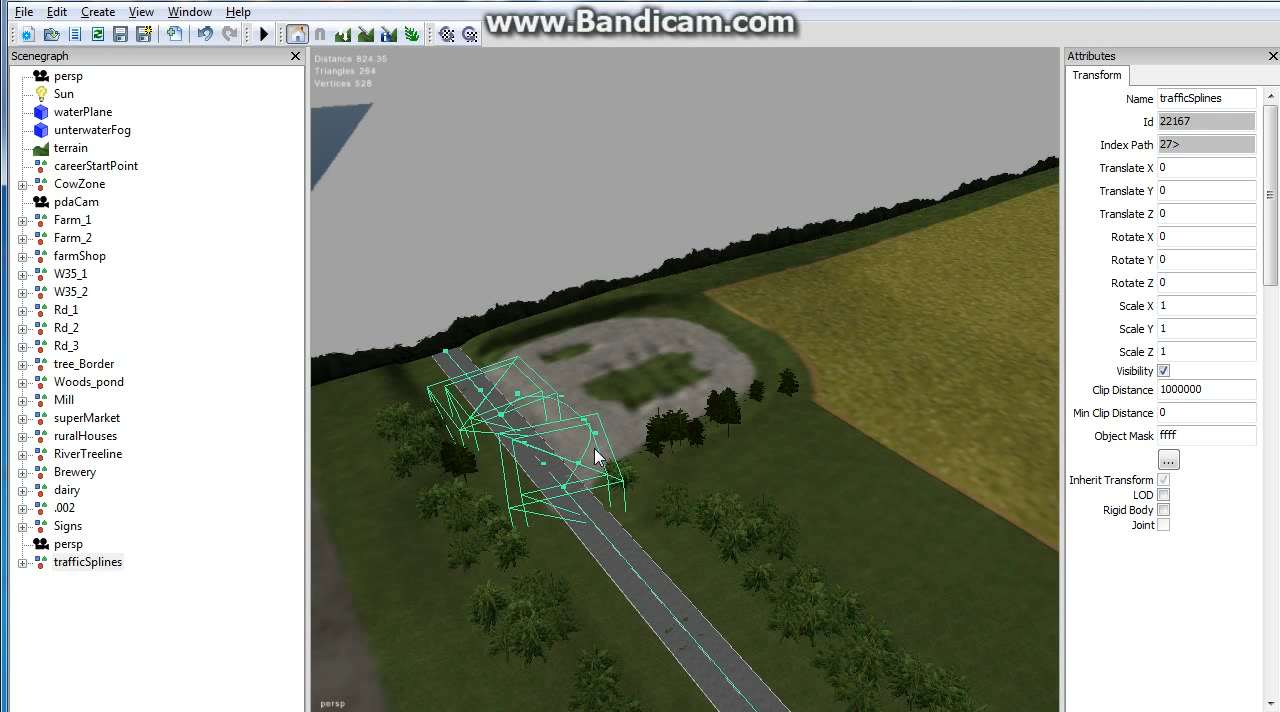 File Edit Create View Window Help
www.Bandicam.com
Scenegraph
persp
Sun
waterPlane
unterwaterFog
terrain
careerStartPoint
CowZone
pdaCam
Farm_1
Farm_2
farmShop
W35_1
W35_2
Rd_1
Rd_2
Rd_3
tree_Border
Woods_pond
Mill
superMarket
ruralHouses
RiverTreeline
Brewery
dairy
.002
Signs
persp
trafficSplines
Distance 824.35
Triangles 264
Vertices 528
persp
Attributes
Transform
Name trafficSplines
Id 22167
Index Path 27>
Translate X 0
Translate Y 0
Translate Z 0
Rotate X 0
Rotate Y 0
Rotate Z 0
Scale X 1
Scale Y 1
Scale Z 1
Visibility
Clip Distance 1000000
Min Clip Distance 0
Object Mask ffff
...
Inherit Transform
LOD
Rigid Body
Joint